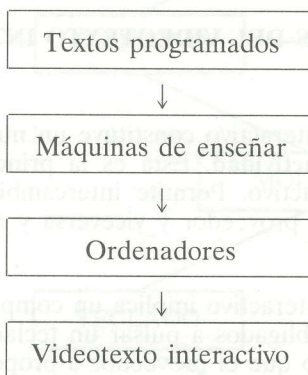 Textos programados
↓
Máquinas de enseñar
↓
Ordenadores
↓
Videotexto interactivo